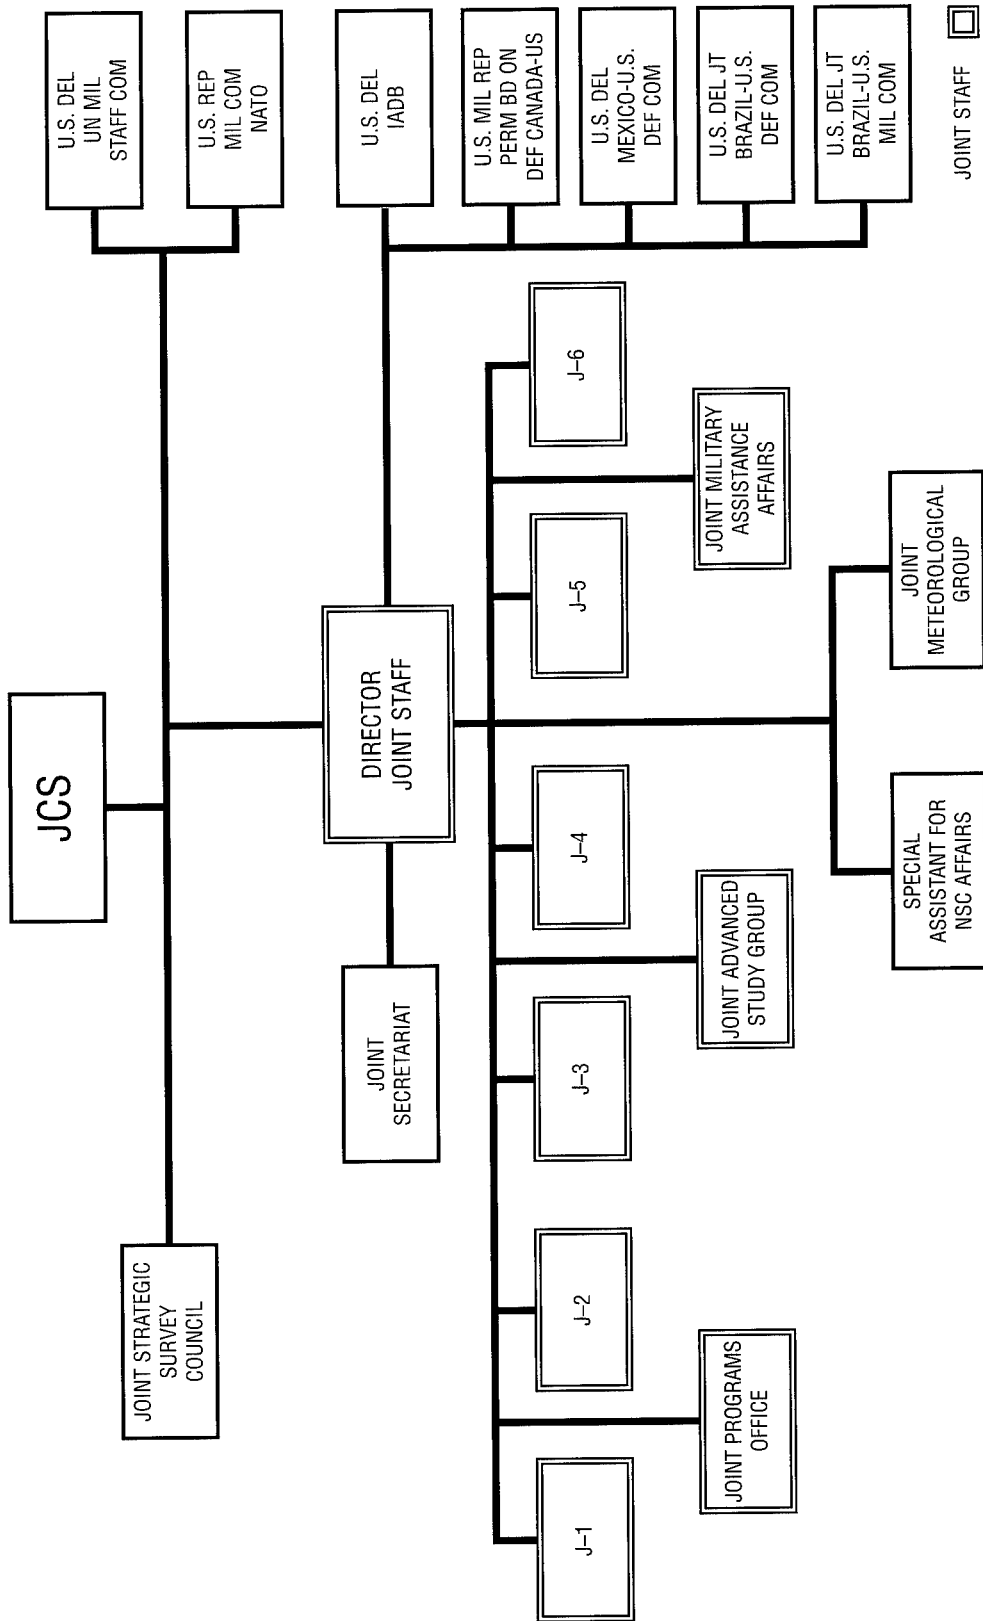 JCS
JOINT STRATEGIC
SURVEY
COUNCIL
U.S. DEL
UN MIL
STAFF COM
U.S. REP
MIL COM
NATO
DIRECTOR
JOINT STAFF
JOINT
SECRETARIAT
U.S. DEL
IADB
U.S. MIL REP
PERM BD ON
DEF CANADA-US
U.S. DEL
MEXICO-U.S.
DEF COM
U.S. DEL JT
BRAZIL-U.S.
DEF COM
U.S. DEL JT
BRAZIL-U.S.
MIL COM
J–1
J–2
J–3
J–4
J–5
J–6
JOINT PROGRAMS
OFFICE
JOINT ADVANCED
STUDY GROUP
JOINT MILITARY
ASSISTANCE
AFFAIRS
SPECIAL
ASSISTANT FOR
NSC AFFAIRS
JOINT
METEOROLOGICAL
GROUP
JOINT STAFF